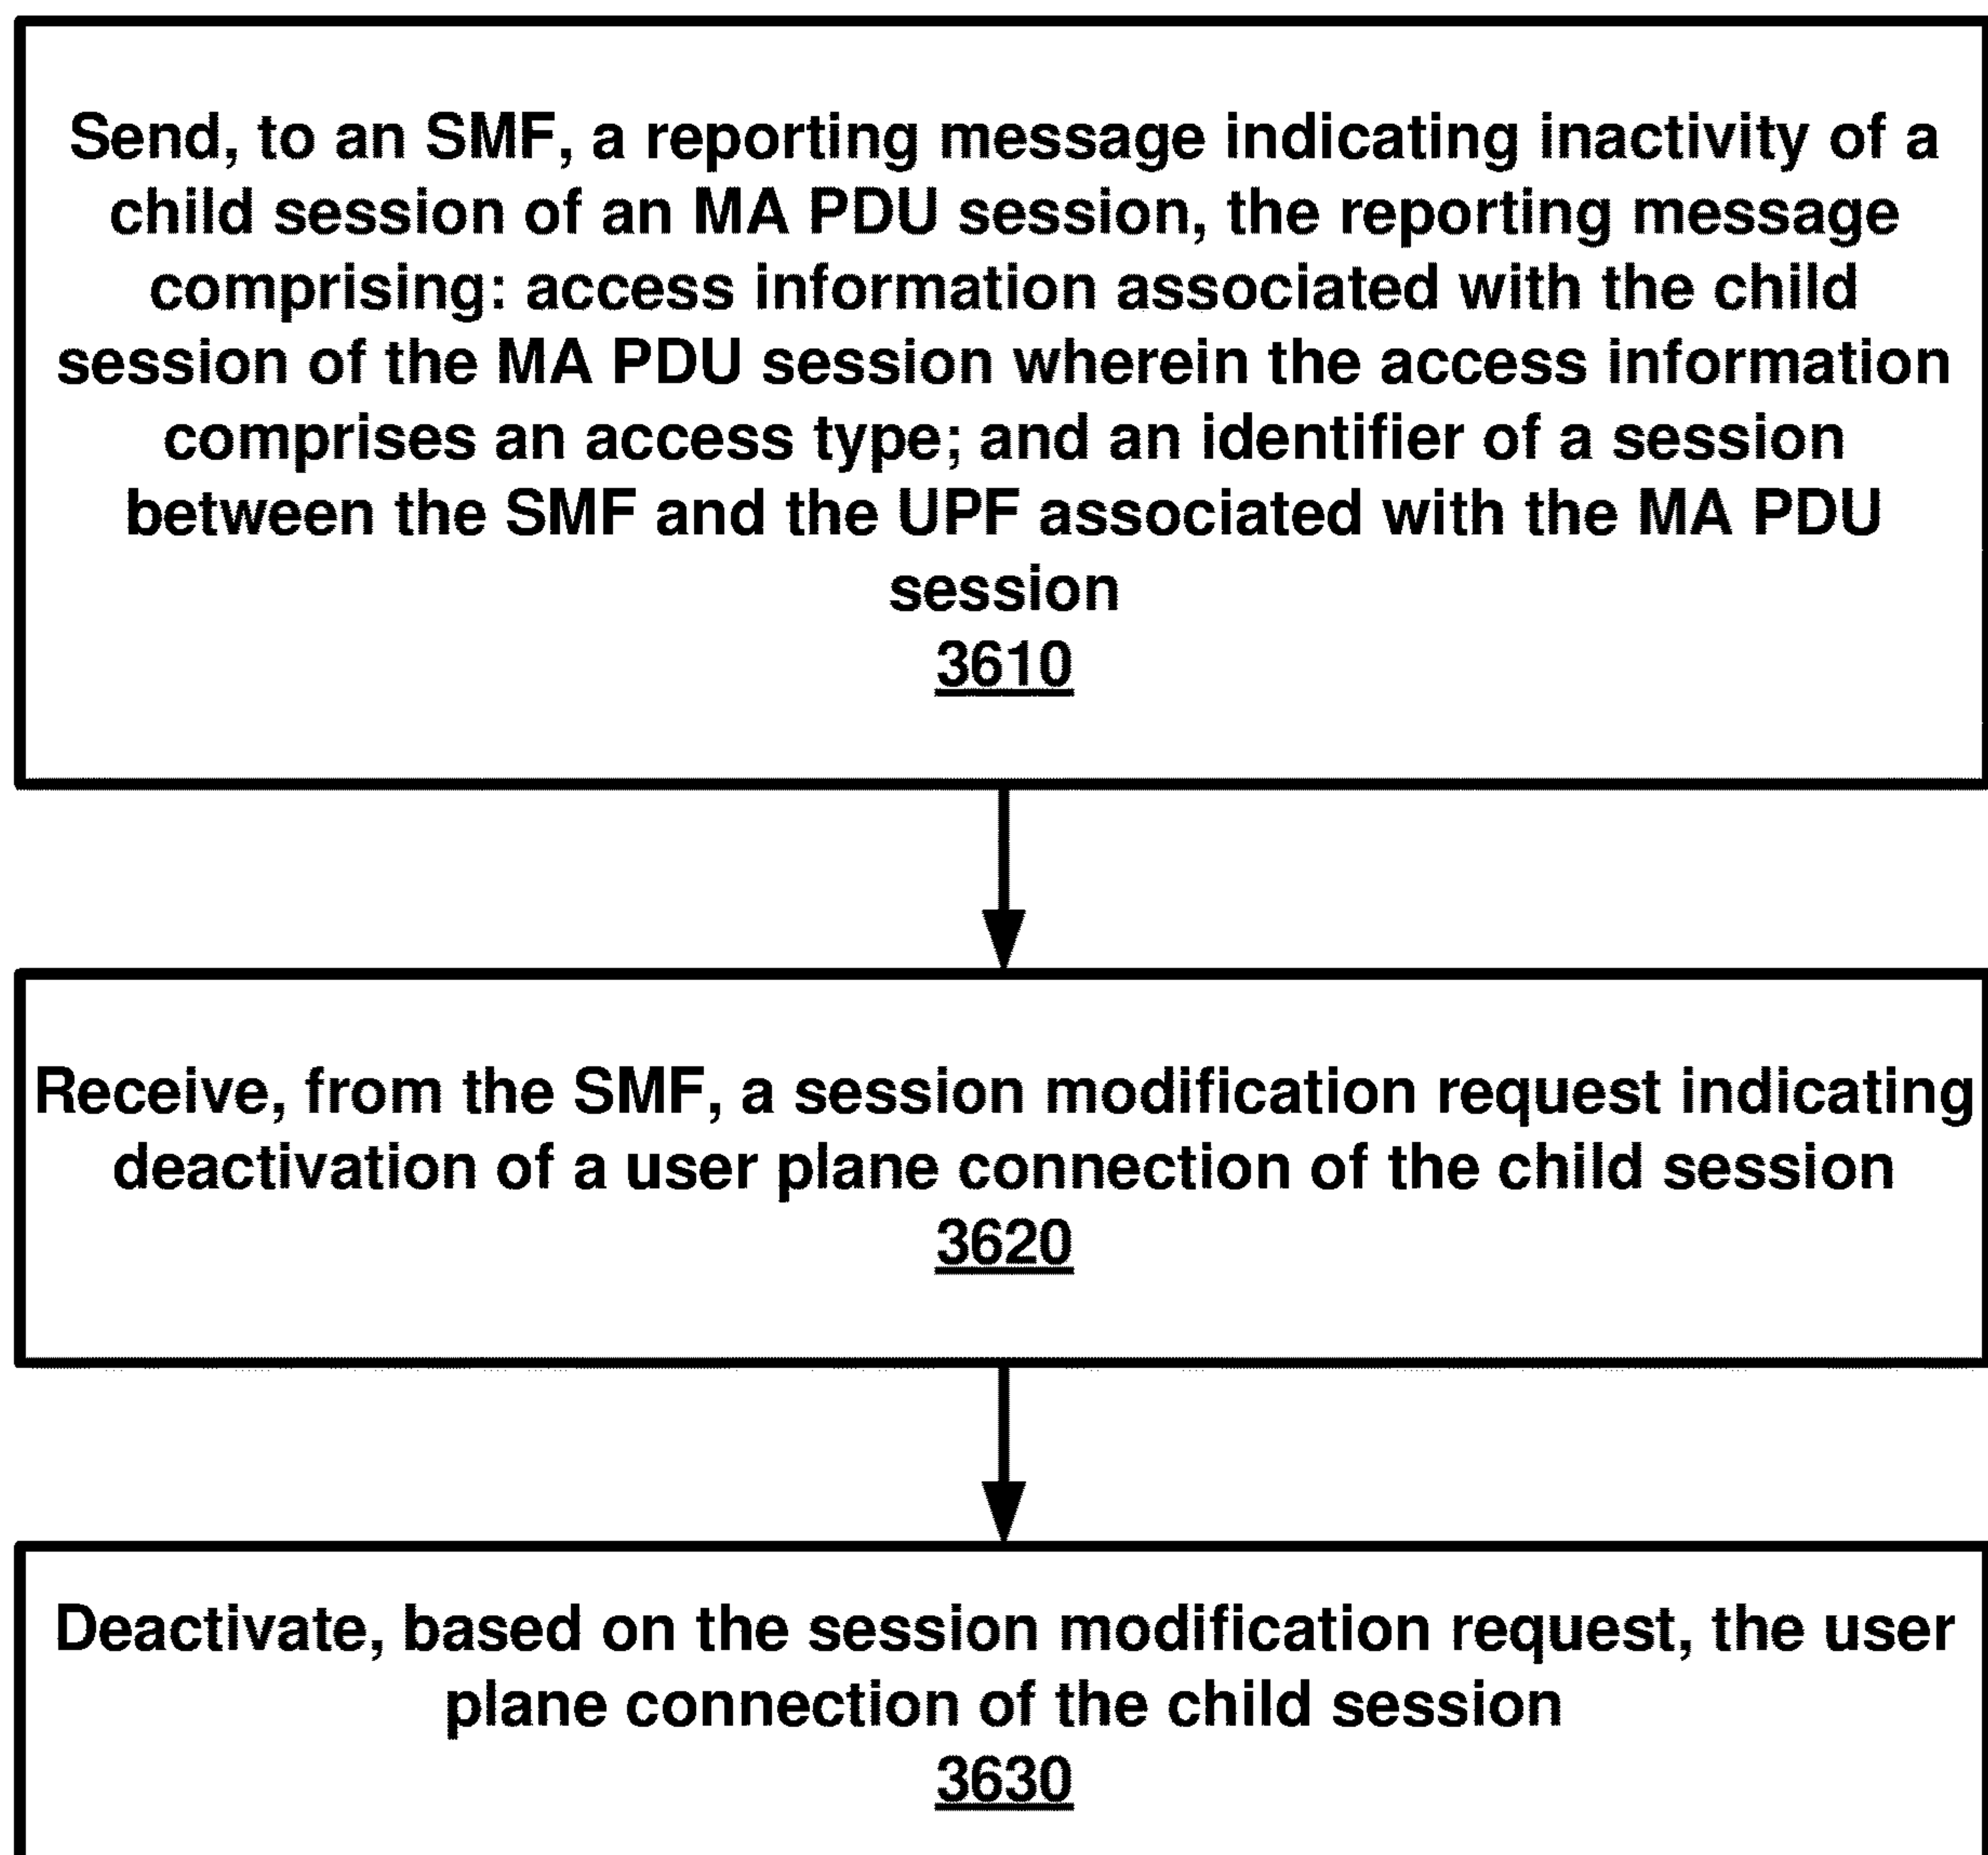 Send, to an SMF, a reporting message indicating inactivity of a
child session of an MA PDU session, the reporting message
comprising: access information associated with the child
session of the MA PDU session wherein the access information
comprises an access type; and an identifier of a session
between the SMF and the UPF associated with the MA PDU
session
3610
Receive, from the SMF, a session modification request indicating
deactivation of a user plane connection of the child session
3620
Deactivate, based on the session modification request, the user
plane connection of the child session
3630